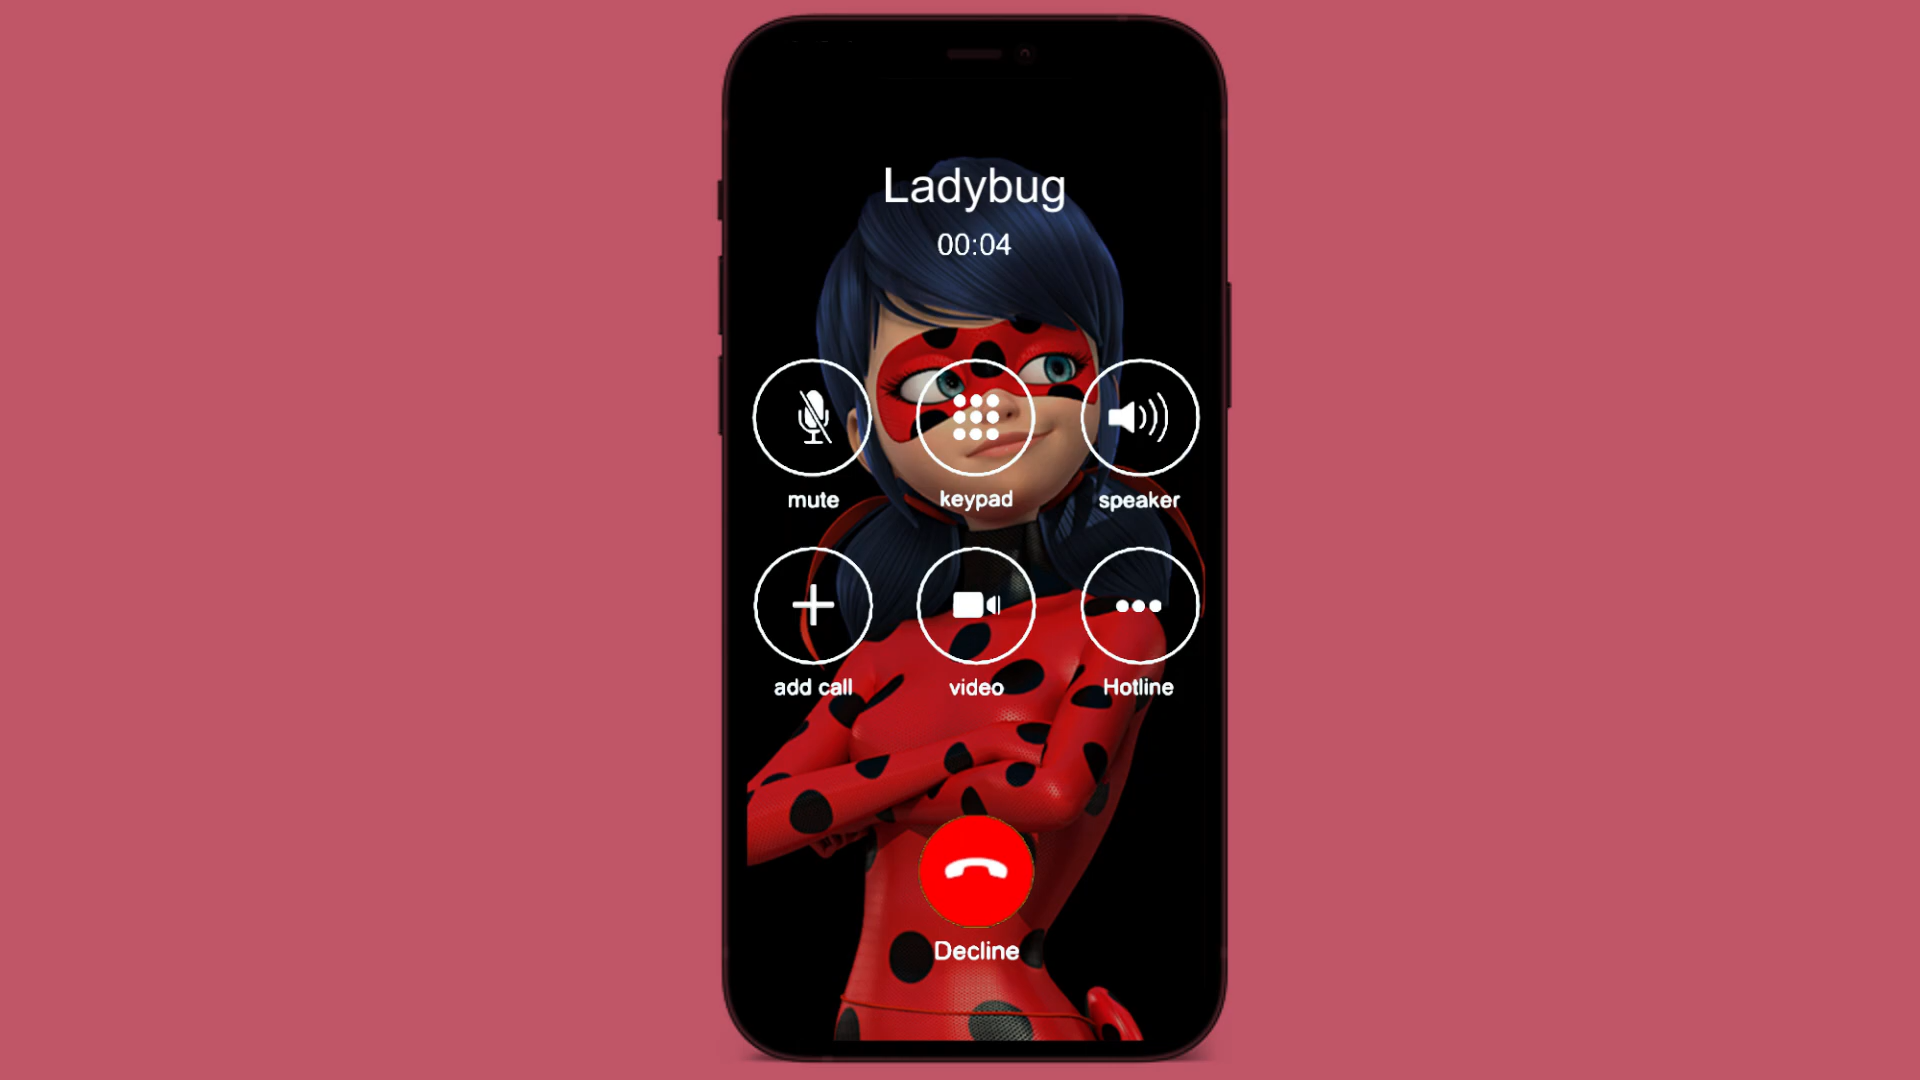 Ladybug
00:04
mute keypad speaker
add call video Hotline
Decline